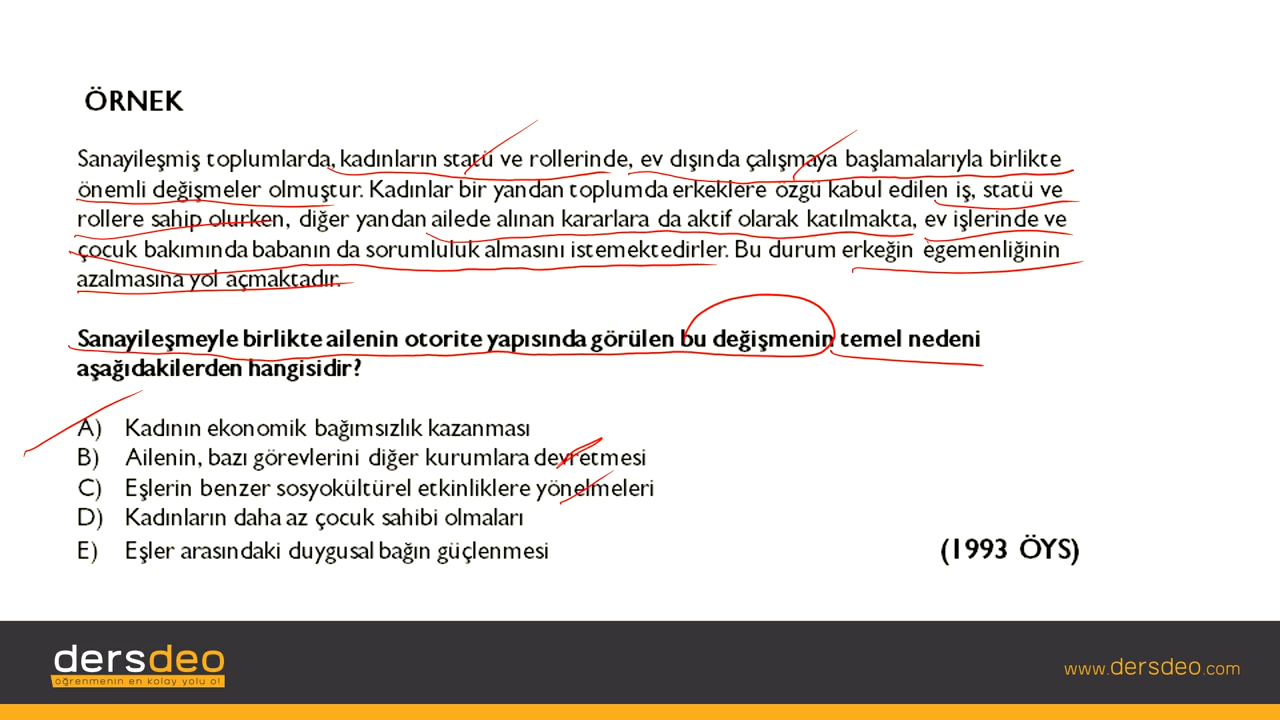 ÖRNEK
Sanayileşmiş toplumlarda, kadınların statü ve rollerinde, ev dışında çalışmaya başlamalarıyla birlikte
önemli değişmeler olmuştur. Kadınlar bir yandan toplumda erkeklere özgü kabul edilen iş, statü ve
rollere sahip olurken, diğer yandan ailede alınan kararlara da aktif olarak katılmakta, ev işlerinde ve
çocuk bakımında babanın da sorumluluk almasını istemektedirler. Bu durum erkeğin egemenliğinin
azalmasına yol açmaktadır.
Sanayileşmeyle birlikte ailenin otorite yapısında görülen bu değişmenin temel nedeni
aşağıdakilerden hangisidir?
A) Kadının ekonomik bağımsızlık kazanması
B) Ailenin, bazı görevlerini diğer kurumlara devretmesi
C) Eşlerin benzer sosyokültürel etkinliklere yönelmeleri
D) Kadınların daha az çocuk sahibi olmaları
E) Eşler arasındaki duygusal bağın güçlenmesi
(1993 ÖYS)
dersdeo
öğrenmenin en kolay yolu o!
www.dersdeo.com